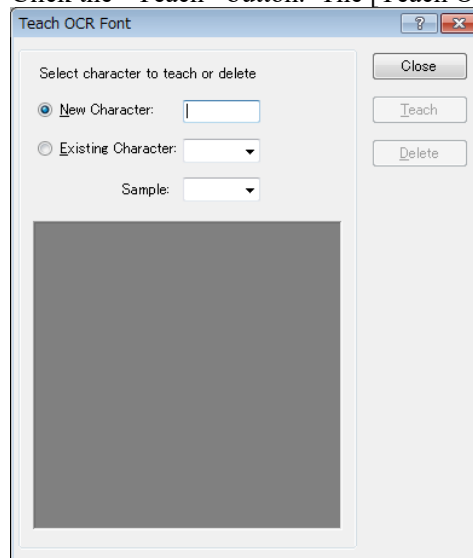 Click the "Teach" button. The [Teach O
Teach OCR Font
Close
Select character to teach or delete
New Character:
Teach
Existing Character:
Delete
Sample: